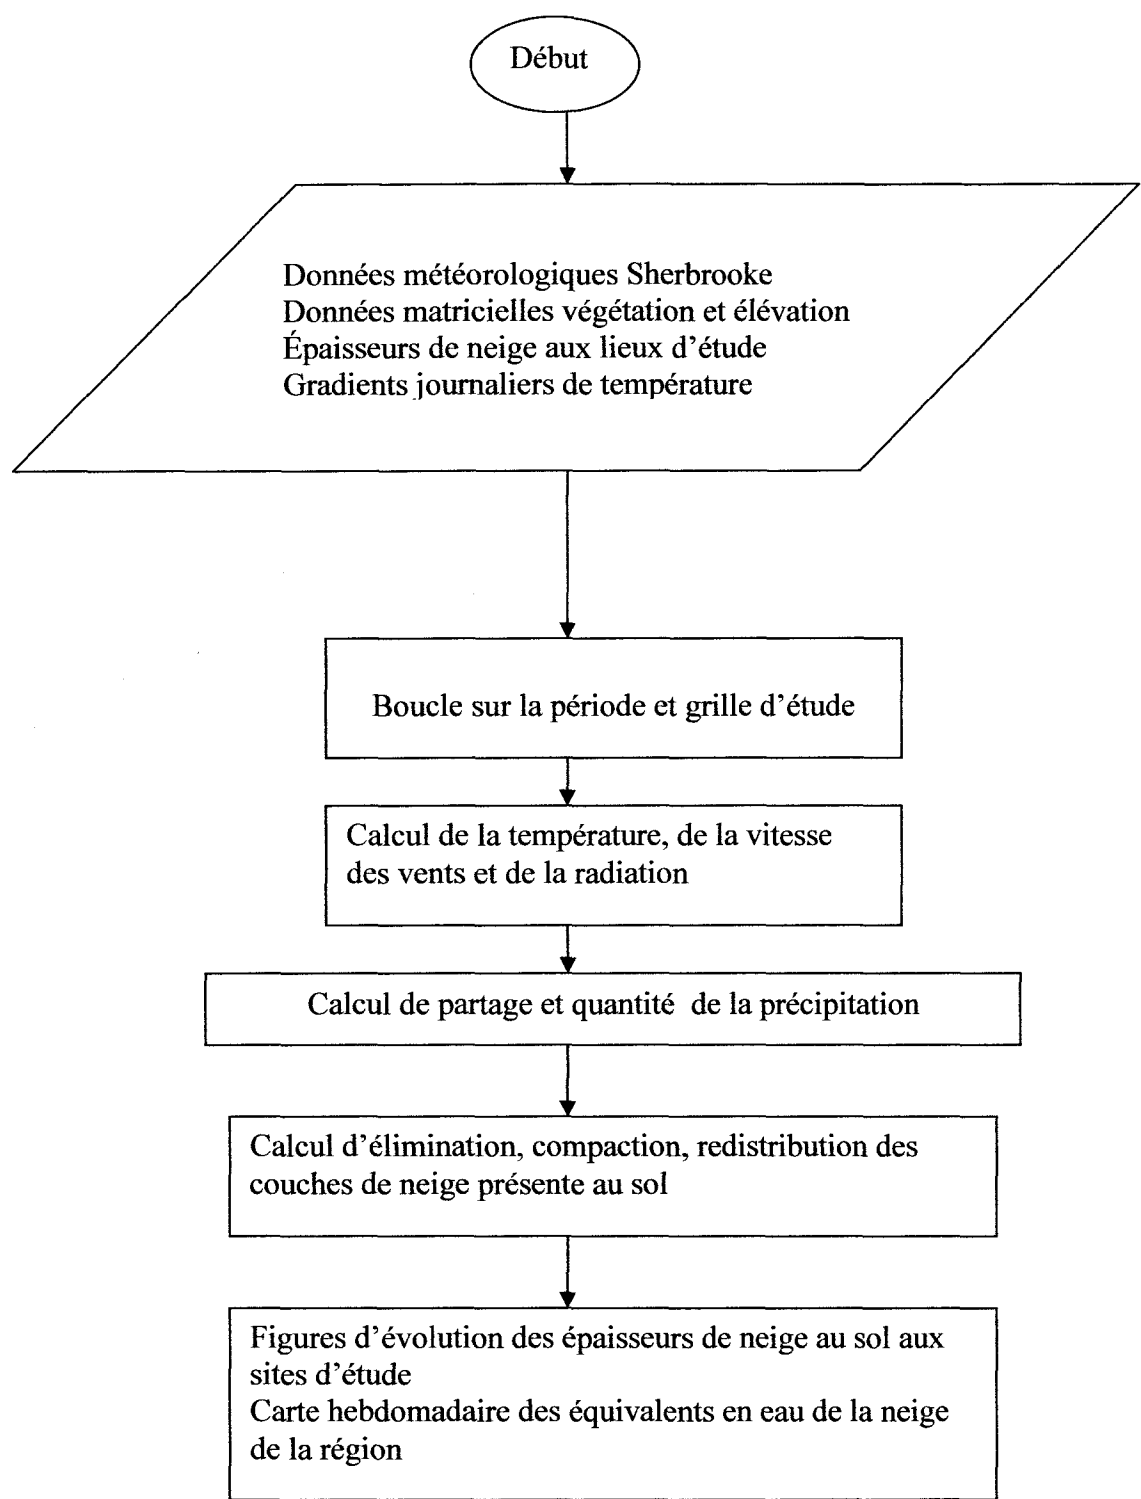 Début
Données météorologiques Sherbrooke
Données matricielles végétation et élévation
Épaisseurs de neige aux lieux d'étude
Gradients journaliers de température
Boucle sur la période et grille d'étude
Calcul de la température, de la vitesse
des vents et de la radiation
Calcul de partage et quantité de la précipitation
Calcul d'élimination, compaction, redistribution des
couches de neige présente au sol
Figures d'évolution des épaisseurs de neige au sol aux
sites d'étude
Carte hebdomadaire des équivalents en eau de la neige
de la région